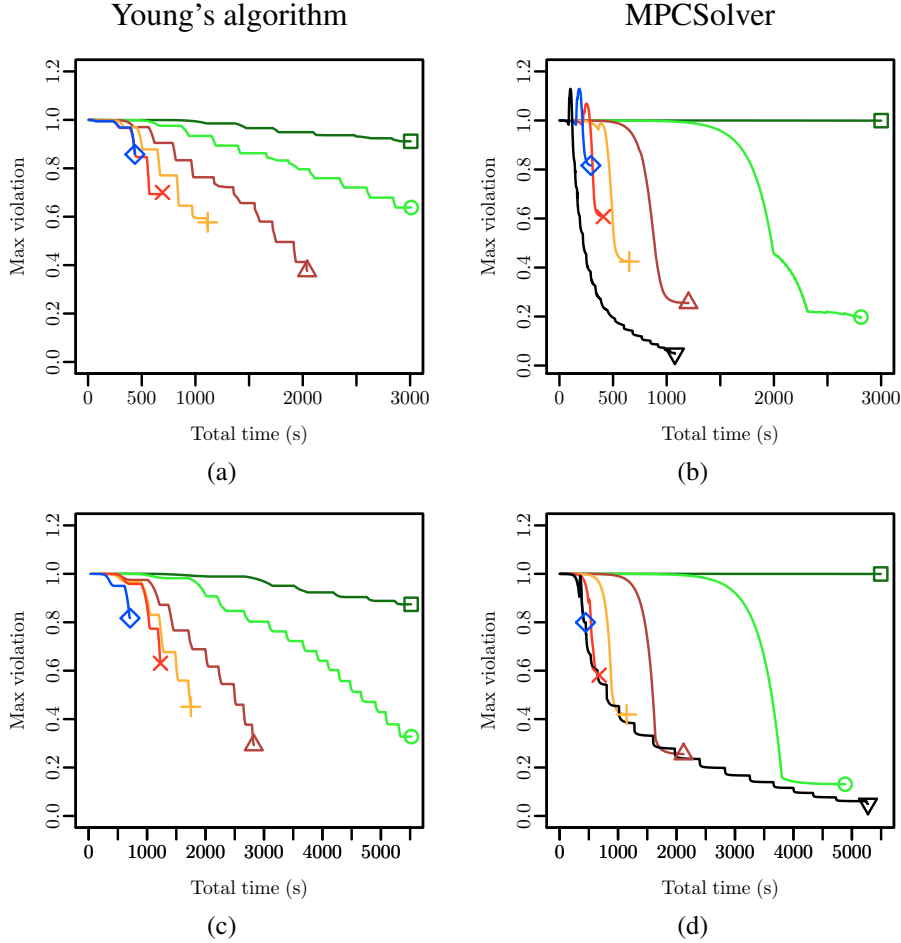 Young's algorithm
MPCSolver
Max violation
0.0 0.2 0.4 0.6 0.8 1.0 1.2
0 500 1000 2000 3000
Total time (s)
(a)
Max violation
0.0 0.2 0.4 0.6 0.8 1.0 1.2
0 500 1000 2000 3000
Total time (s)
(b)
Max violation
0.0 0.2 0.4 0.6 0.8 1.0 1.2
0 1000 2000 3000 4000 5000
Total time (s)
(c)
Max violation
0.0 0.2 0.4 0.6 0.8 1.0 1.2
0 1000 2000 3000 4000 5000
Total time (s)
(d)